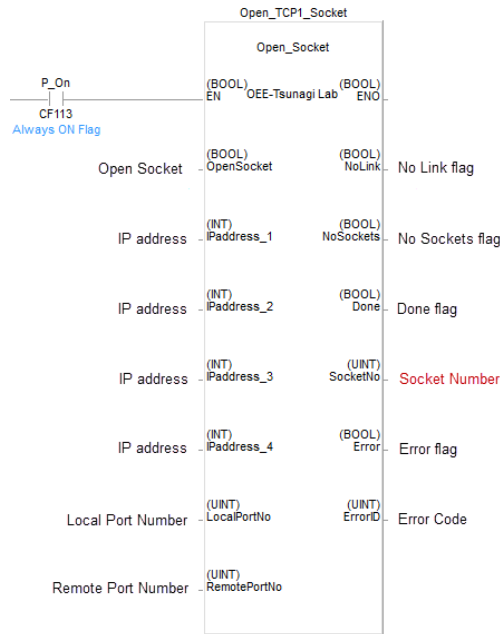 Open_TCP1_Socket
Open_Socket
P_On
CF113
Always ON Flag
(BOOL) EN
OEE-Tsunagi Lab
(BOOL) ENO
Open Socket
(BOOL) OpenSocket
(BOOL) NoLink
No Link flag
IP address
(INT) IPaddress_1
(BOOL) NoSockets
No Sockets flag
IP address
(INT) IPaddress_2
(BOOL) Done
Done flag
IP address
(INT) IPaddress_3
(UINT) SocketNo
Socket Number
IP address
(INT) IPaddress_4
(BOOL) Error
Error flag
Local Port Number
(UINT) LocalPortNo
(UINT) ErrorID
Error Code
Remote Port Number
(UINT) RemotePortNo